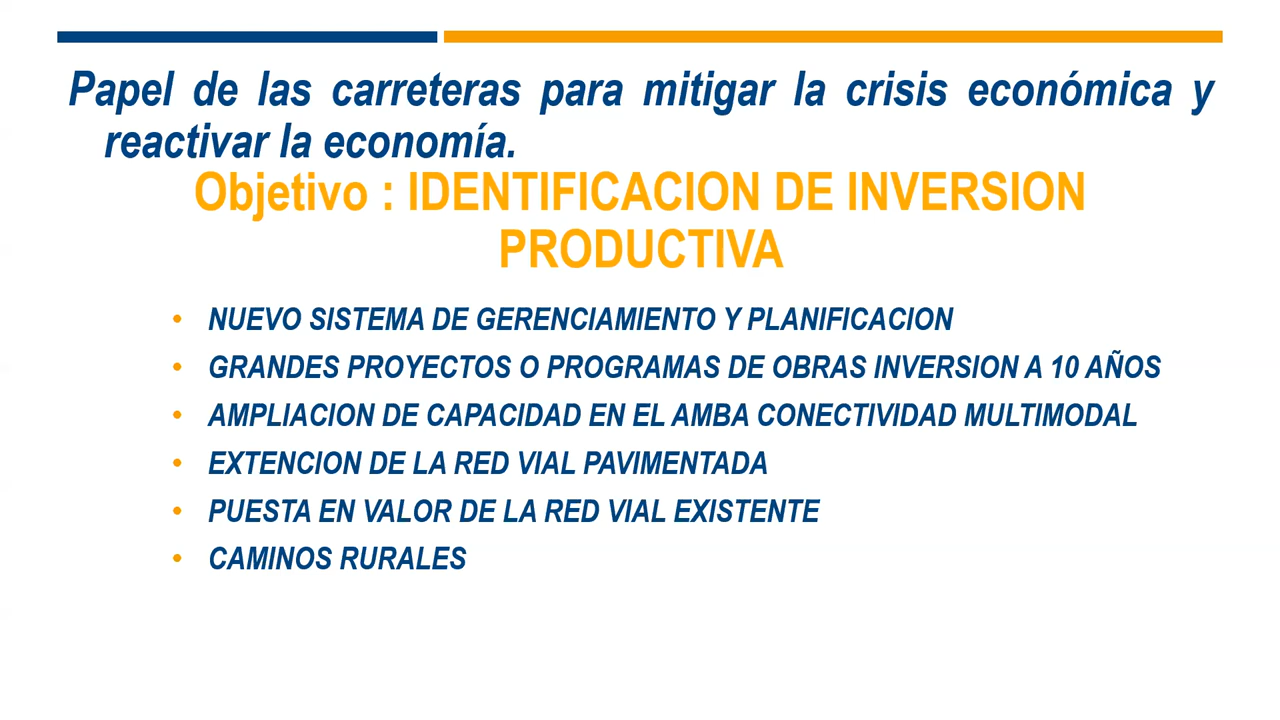 Papel de las carreteras para mitigar la crisis económica y
reactivar la economía.
Objetivo : IDENTIFICACION DE INVERSION
PRODUCTIVA
• NUEVO SISTEMA DE GERENCIAMIENTO Y PLANIFICACION
• GRANDES PROYECTOS O PROGRAMAS DE OBRAS INVERSION A 10 AÑOS
• AMPLIACION DE CAPACIDAD EN EL AMBA CONECTIVIDAD MULTIMODAL
• EXTENCION DE LA RED VIAL PAVIMENTADA
• PUESTA EN VALOR DE LA RED VIAL EXISTENTE
• CAMINOS RURALES